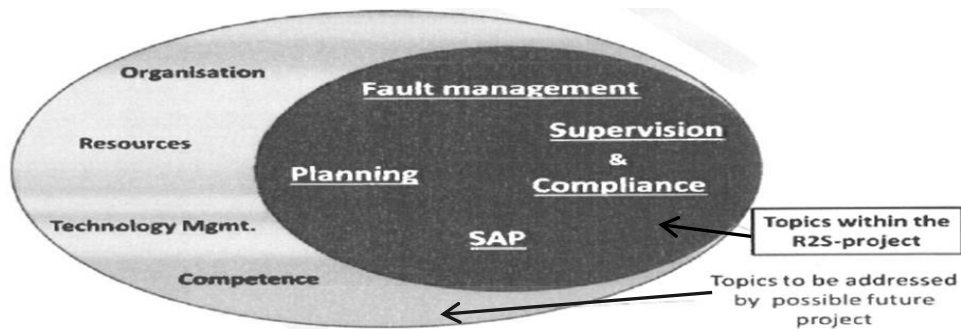 Organisation
Fault management
Resources
Supervision
&
Compliance
Planning
Technology Mgmt.
SAP
Competence
Topics within the
R2S-project
Topics to be addressed
by possible future
project